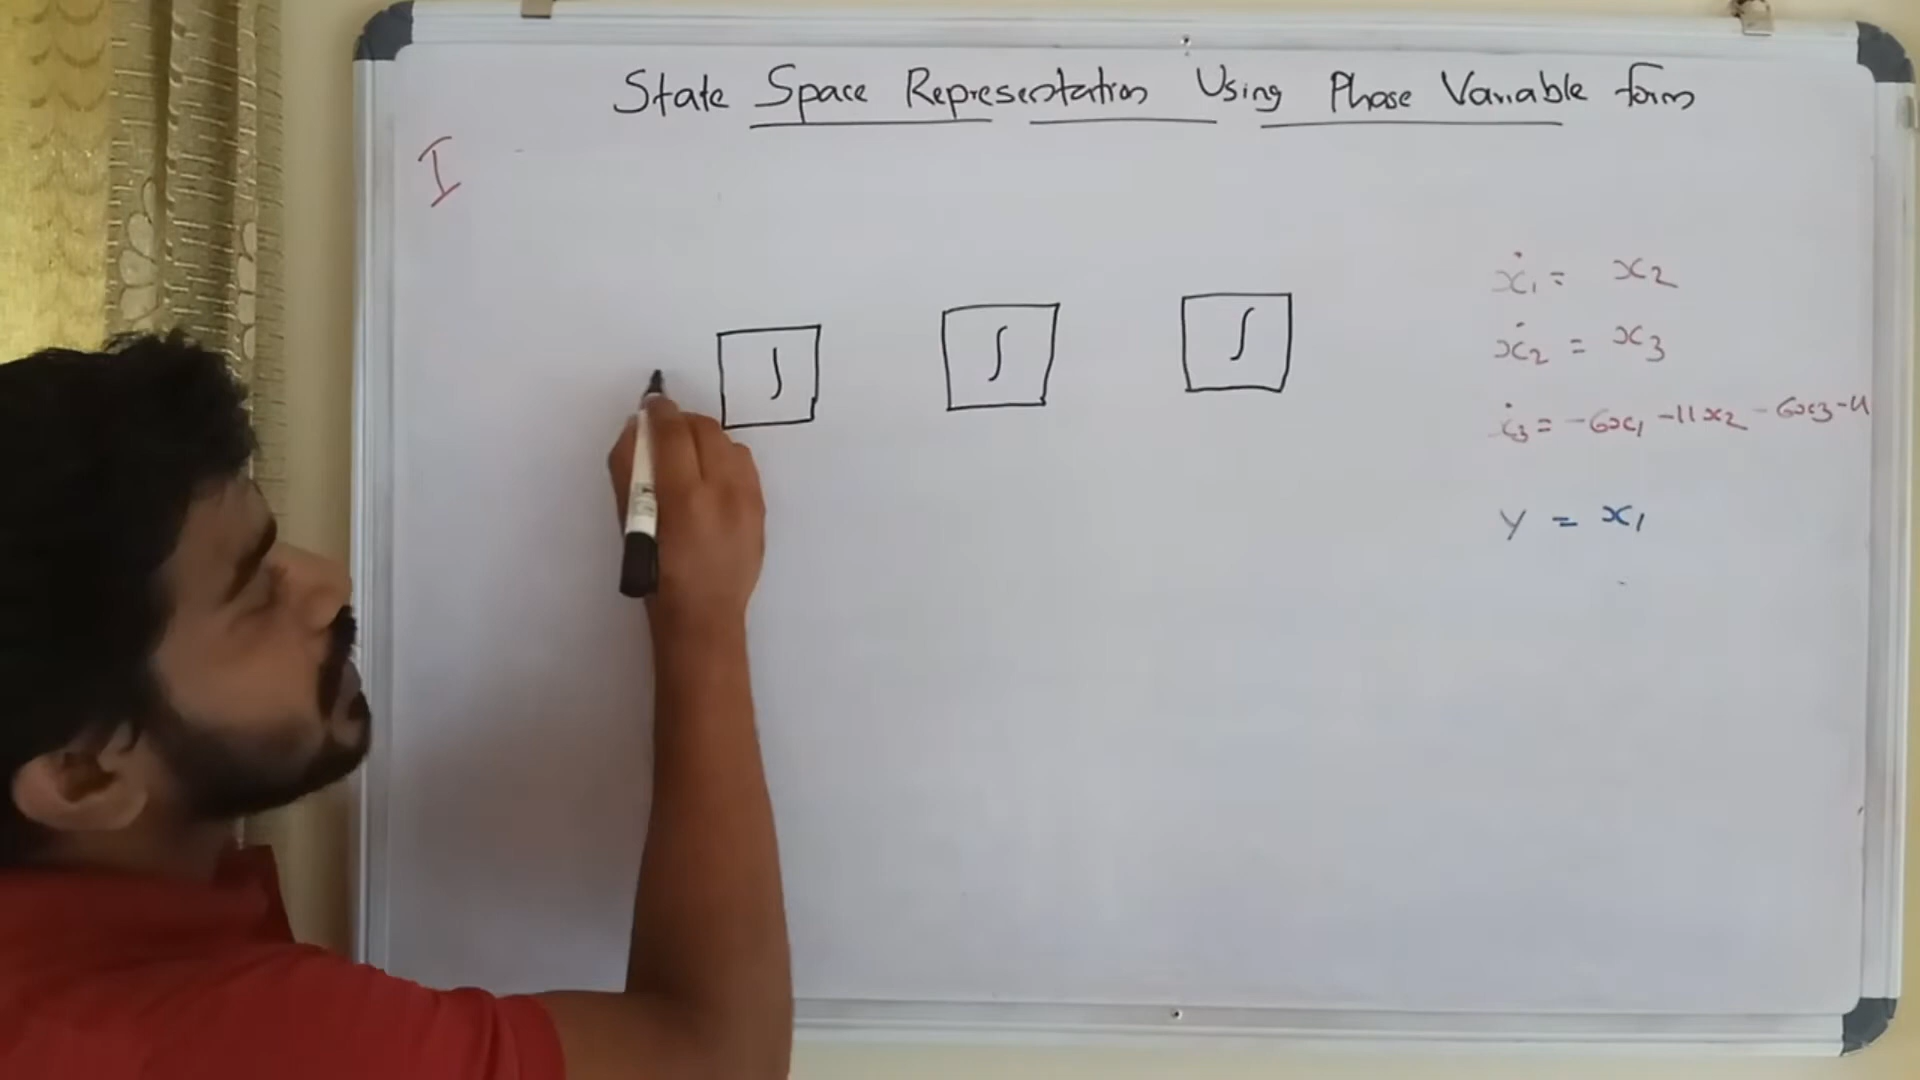 State Space Representation Using Phase Variable form
I
∫ ∫ ∫
ẋ₁ = x₂
ẋ₂ = x₃
ẋ₃ = -6x₁ -11x₂ -6x₃-u
y = x₁